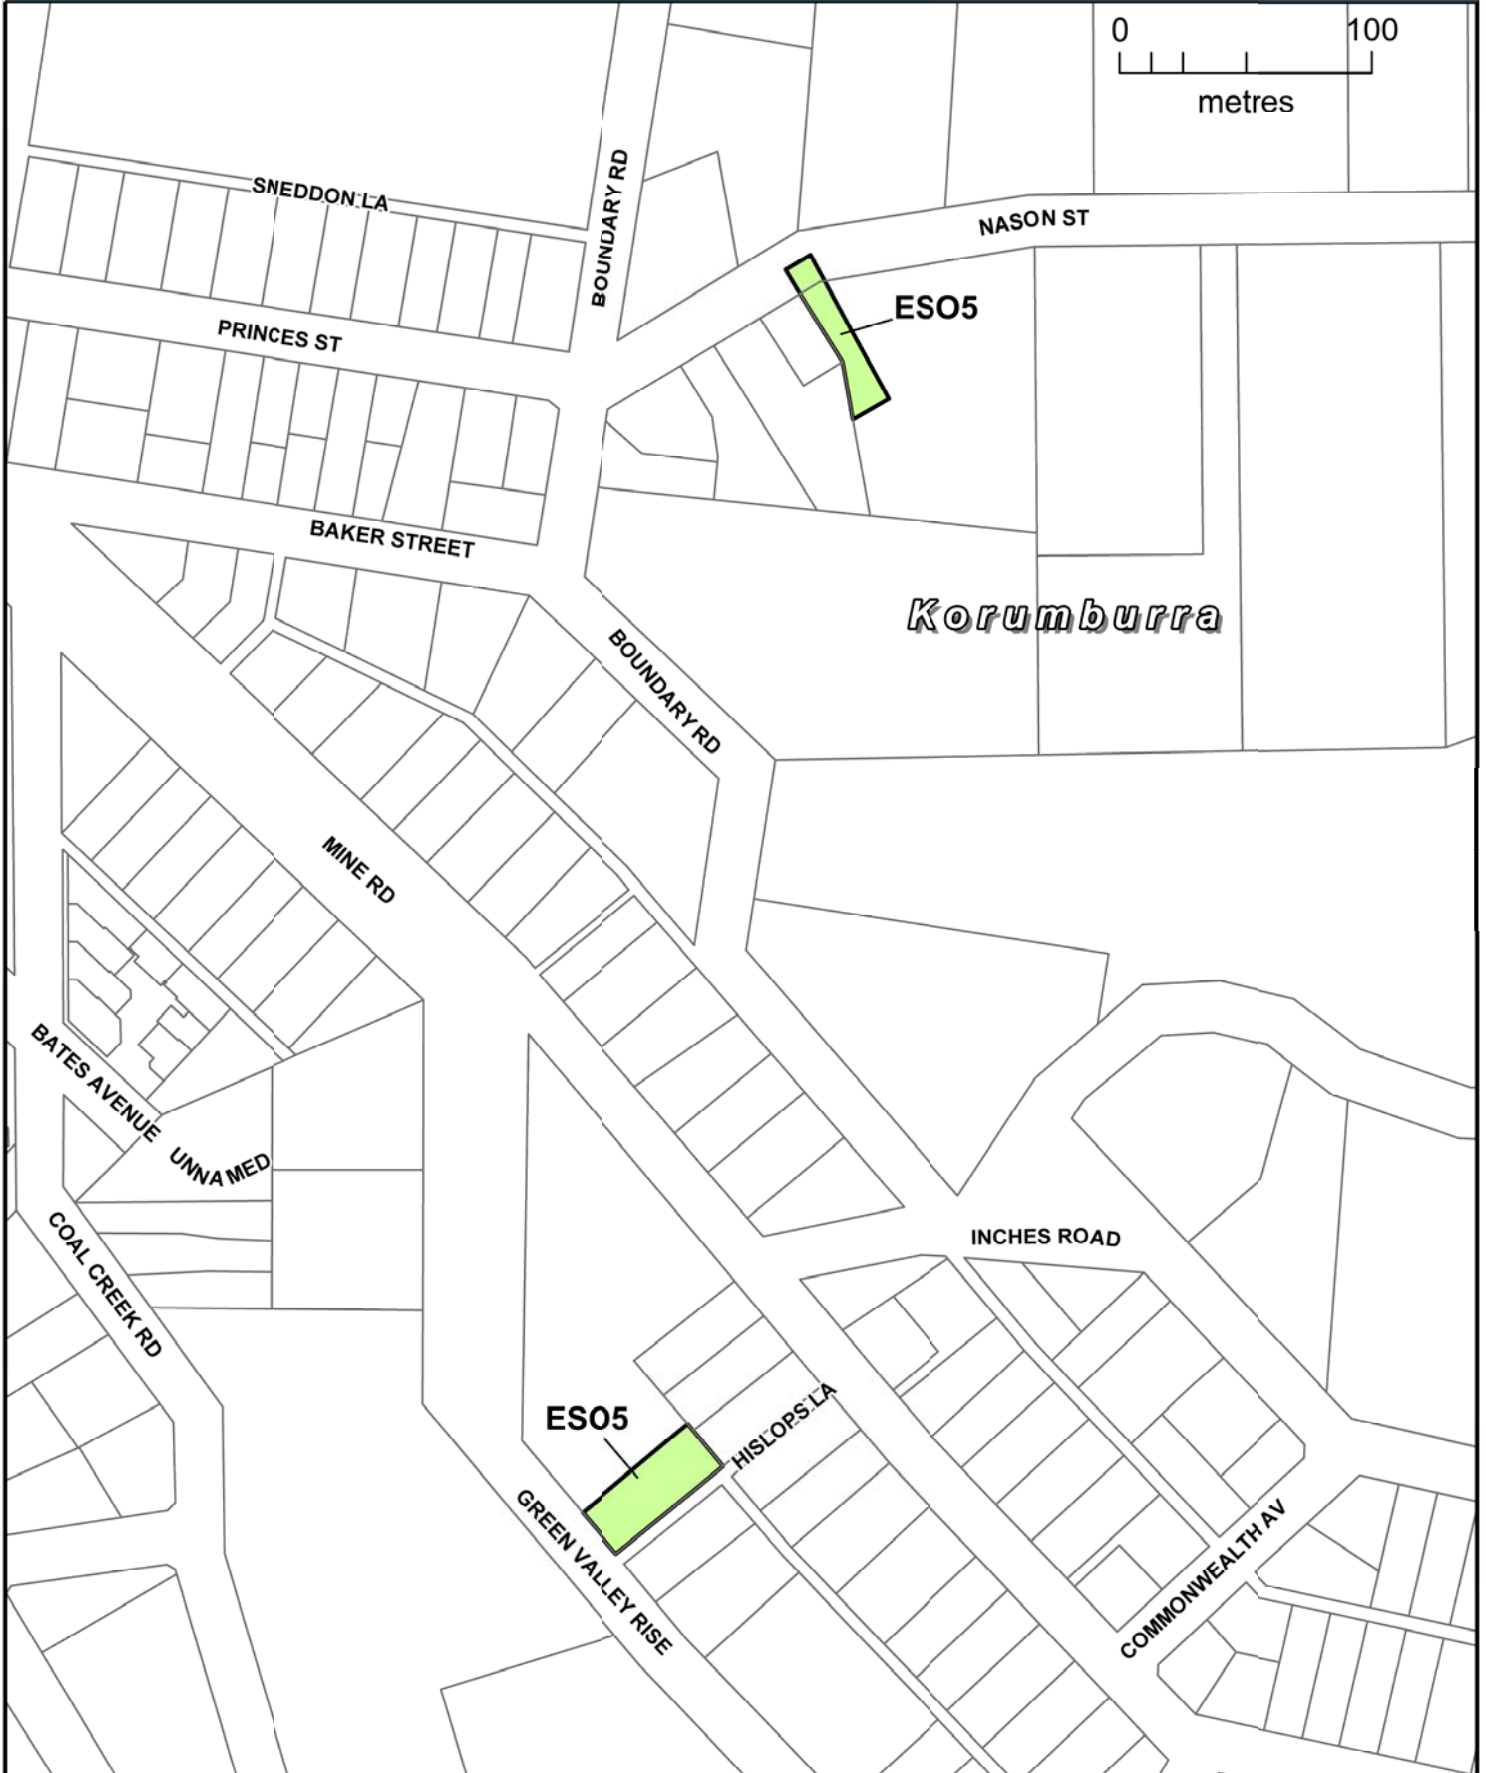 0 100
metres
SNEDDON LA
BOUNDARY RD
NASON ST
ESO5
PRINCES ST
BAKER STREET
Korumburra
BOUNDARY RD
MINE RD
BATES AVENUE
UNNAMED
COAL CREEK RD
INCHES ROAD
HISLOPS LA
ESO5
GREEN VALLEY RISE
COMMONWEALTH AV